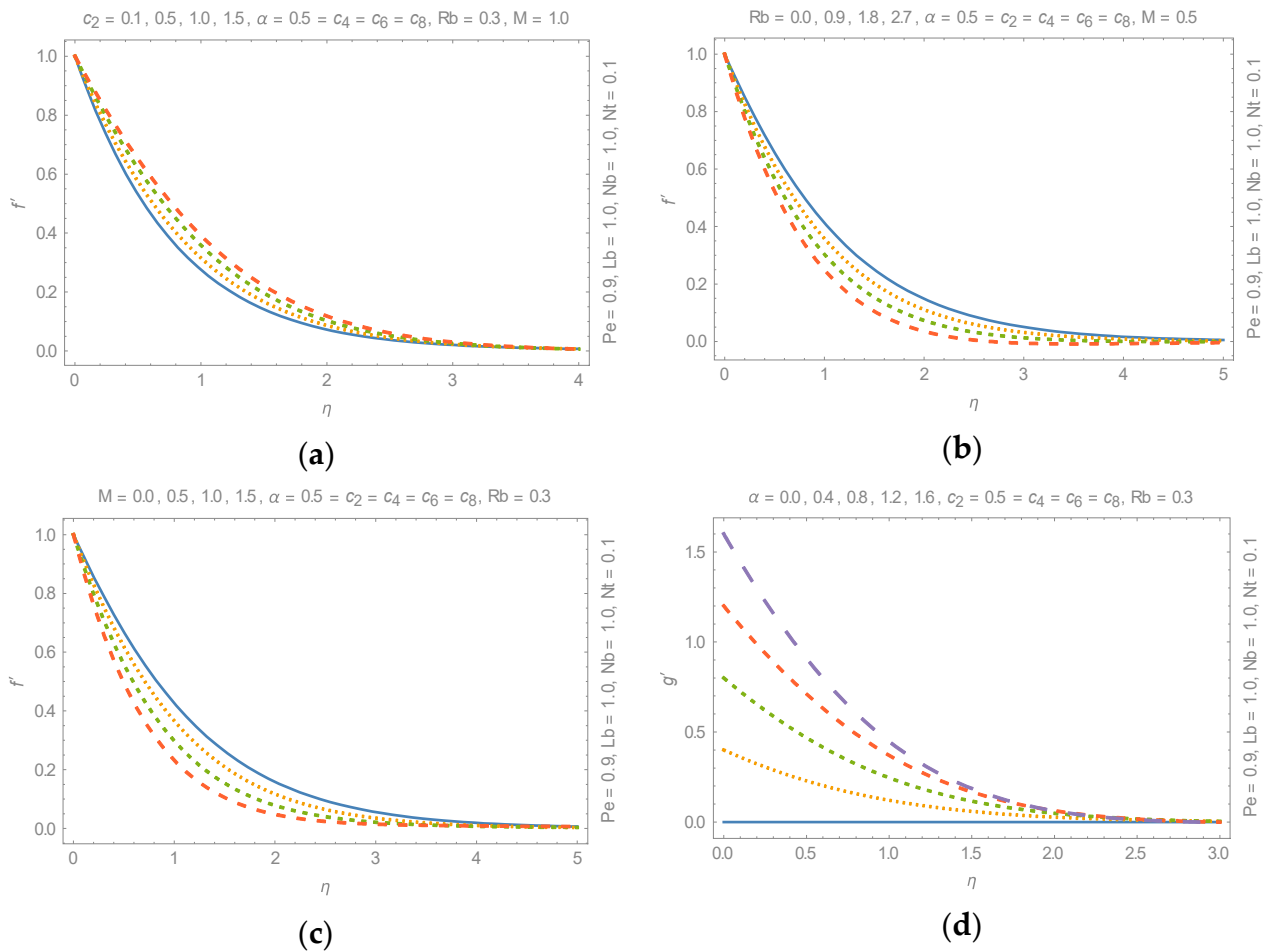 c₂ = 0.1, 0.5, 1.0, 1.5, α = 0.5 = c₄ = c₆ = c₈, Rb = 0.3, M = 1.0
1.0
0.8
0.6
0.4
0.2
0.0
f′
0 1 2 3 4
η
Pe = 0.9, Lb = 1.0, Nb = 1.0, Nt = 0.1
(a)
Rb = 0.0, 0.9, 1.8, 2.7, α = 0.5 = c₂ = c₄ = c₆ = c₈, M = 0.5
1.0
0.8
0.6
0.4
0.2
0.0
f′
0 1 2 3 4 5
η
Pe = 0.9, Lb = 1.0, Nb = 1.0, Nt = 0.1
(b)
M = 0.0, 0.5, 1.0, 1.5, α = 0.5 = c₂ = c₄ = c₆ = c₈, Rb = 0.3
1.0
0.8
0.6
0.4
0.2
0.0
f′
0 1 2 3 4 5
η
Pe = 0.9, Lb = 1.0, Nb = 1.0, Nt = 0.1
(c)
α = 0.0, 0.4, 0.8, 1.2, 1.6, c₂ = 0.5 = c₄ = c₆ = c₈, Rb = 0.3
1.5
1.0
0.5
0.0
g′
0.0 0.5 1.0 1.5 2.0 2.5 3.0
η
Pe = 0.9, Lb = 1.0, Nb = 1.0, Nt = 0.1
(d)